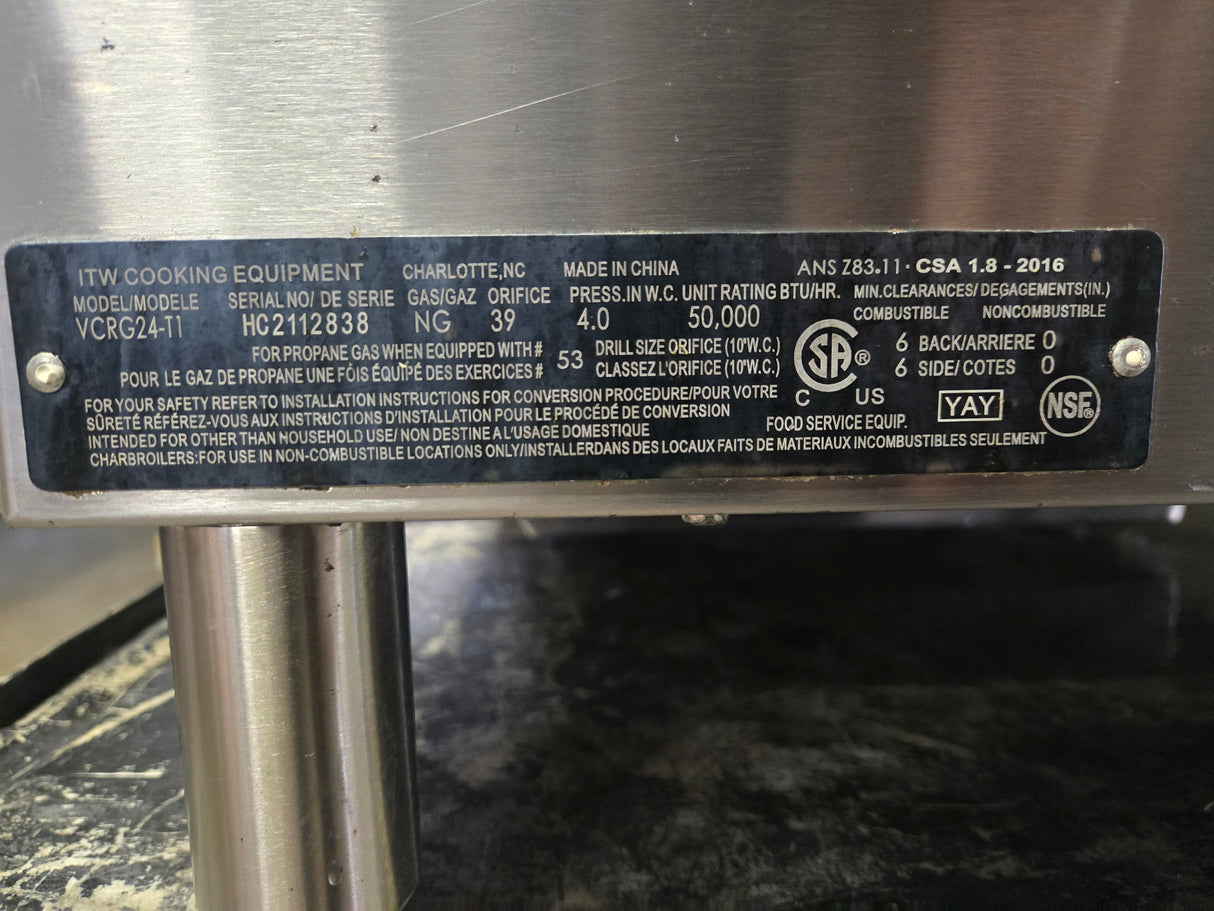 ITW COOKING EQUIPMENT CHARLOTTE,NC MADE IN CHINA ANS Z83.11· CSA 1.8 - 2016
MODEL/MODELE SERIAL NO/ DE SERIE GAS/GAZ ORIFICE PRESS.IN W.C. UNIT RATING BTU/HR. MIN.CLEARANCES/ DEGAGEMENTS(IN.)
VCRG24-T1 HC2112838 NG 39 4.0 50,000 COMBUSTIBLE NONCOMBUSTIBLE
FOR PROPANE GAS WHEN EQUIPPED WITH # 53 DRILL SIZE ORIFICE (10"W.C.) SA® 6 BACK/ARRIERE 0
POUR LE GAZ DE PROPANE UNE FÔIS ÉQUIPÉ DES EXERCICES # CLASSEZ L'ORIFICE (10"W.C.) 6 SIDE/COTES 0
FOR YOUR SAFETY REFER TO INSTALLATION INSTRUCTIONS FOR CONVERSION PROCEDURE/POUR VOTRE C US YAY NSF®
SÛRETÉ RÉFÉREZ-VOUS AUX INSTRUCTIONS D'INSTALLATION POUR LE PROCÉDÉ DE CONVERSION FOOD SERVICE EQUIP.
INTENDED FOR OTHER THAN HOUSEHOLD USE/ NON DESTINE A L'USAGE DOMESTIQUE
CHARBROILERS:FOR USE IN NON-COMBUSTIBLE LOCATIONS ONLY/INSTALLERDANS DES LOCAUX FAITS DE MATERIAUX INCOMBUSTIBLES SEULEMENT